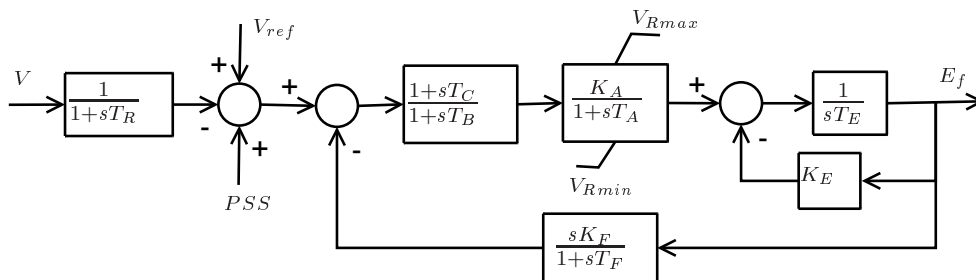 V
1
1+sT_R
+
V_ref
-
+
PSS
+
-
1+sT_C
1+sT_B
V_Rmax
K_A
1+sT_A
V_Rmin
+
-
1
sT_E
E_f
K_E
sK_F
1+sT_F